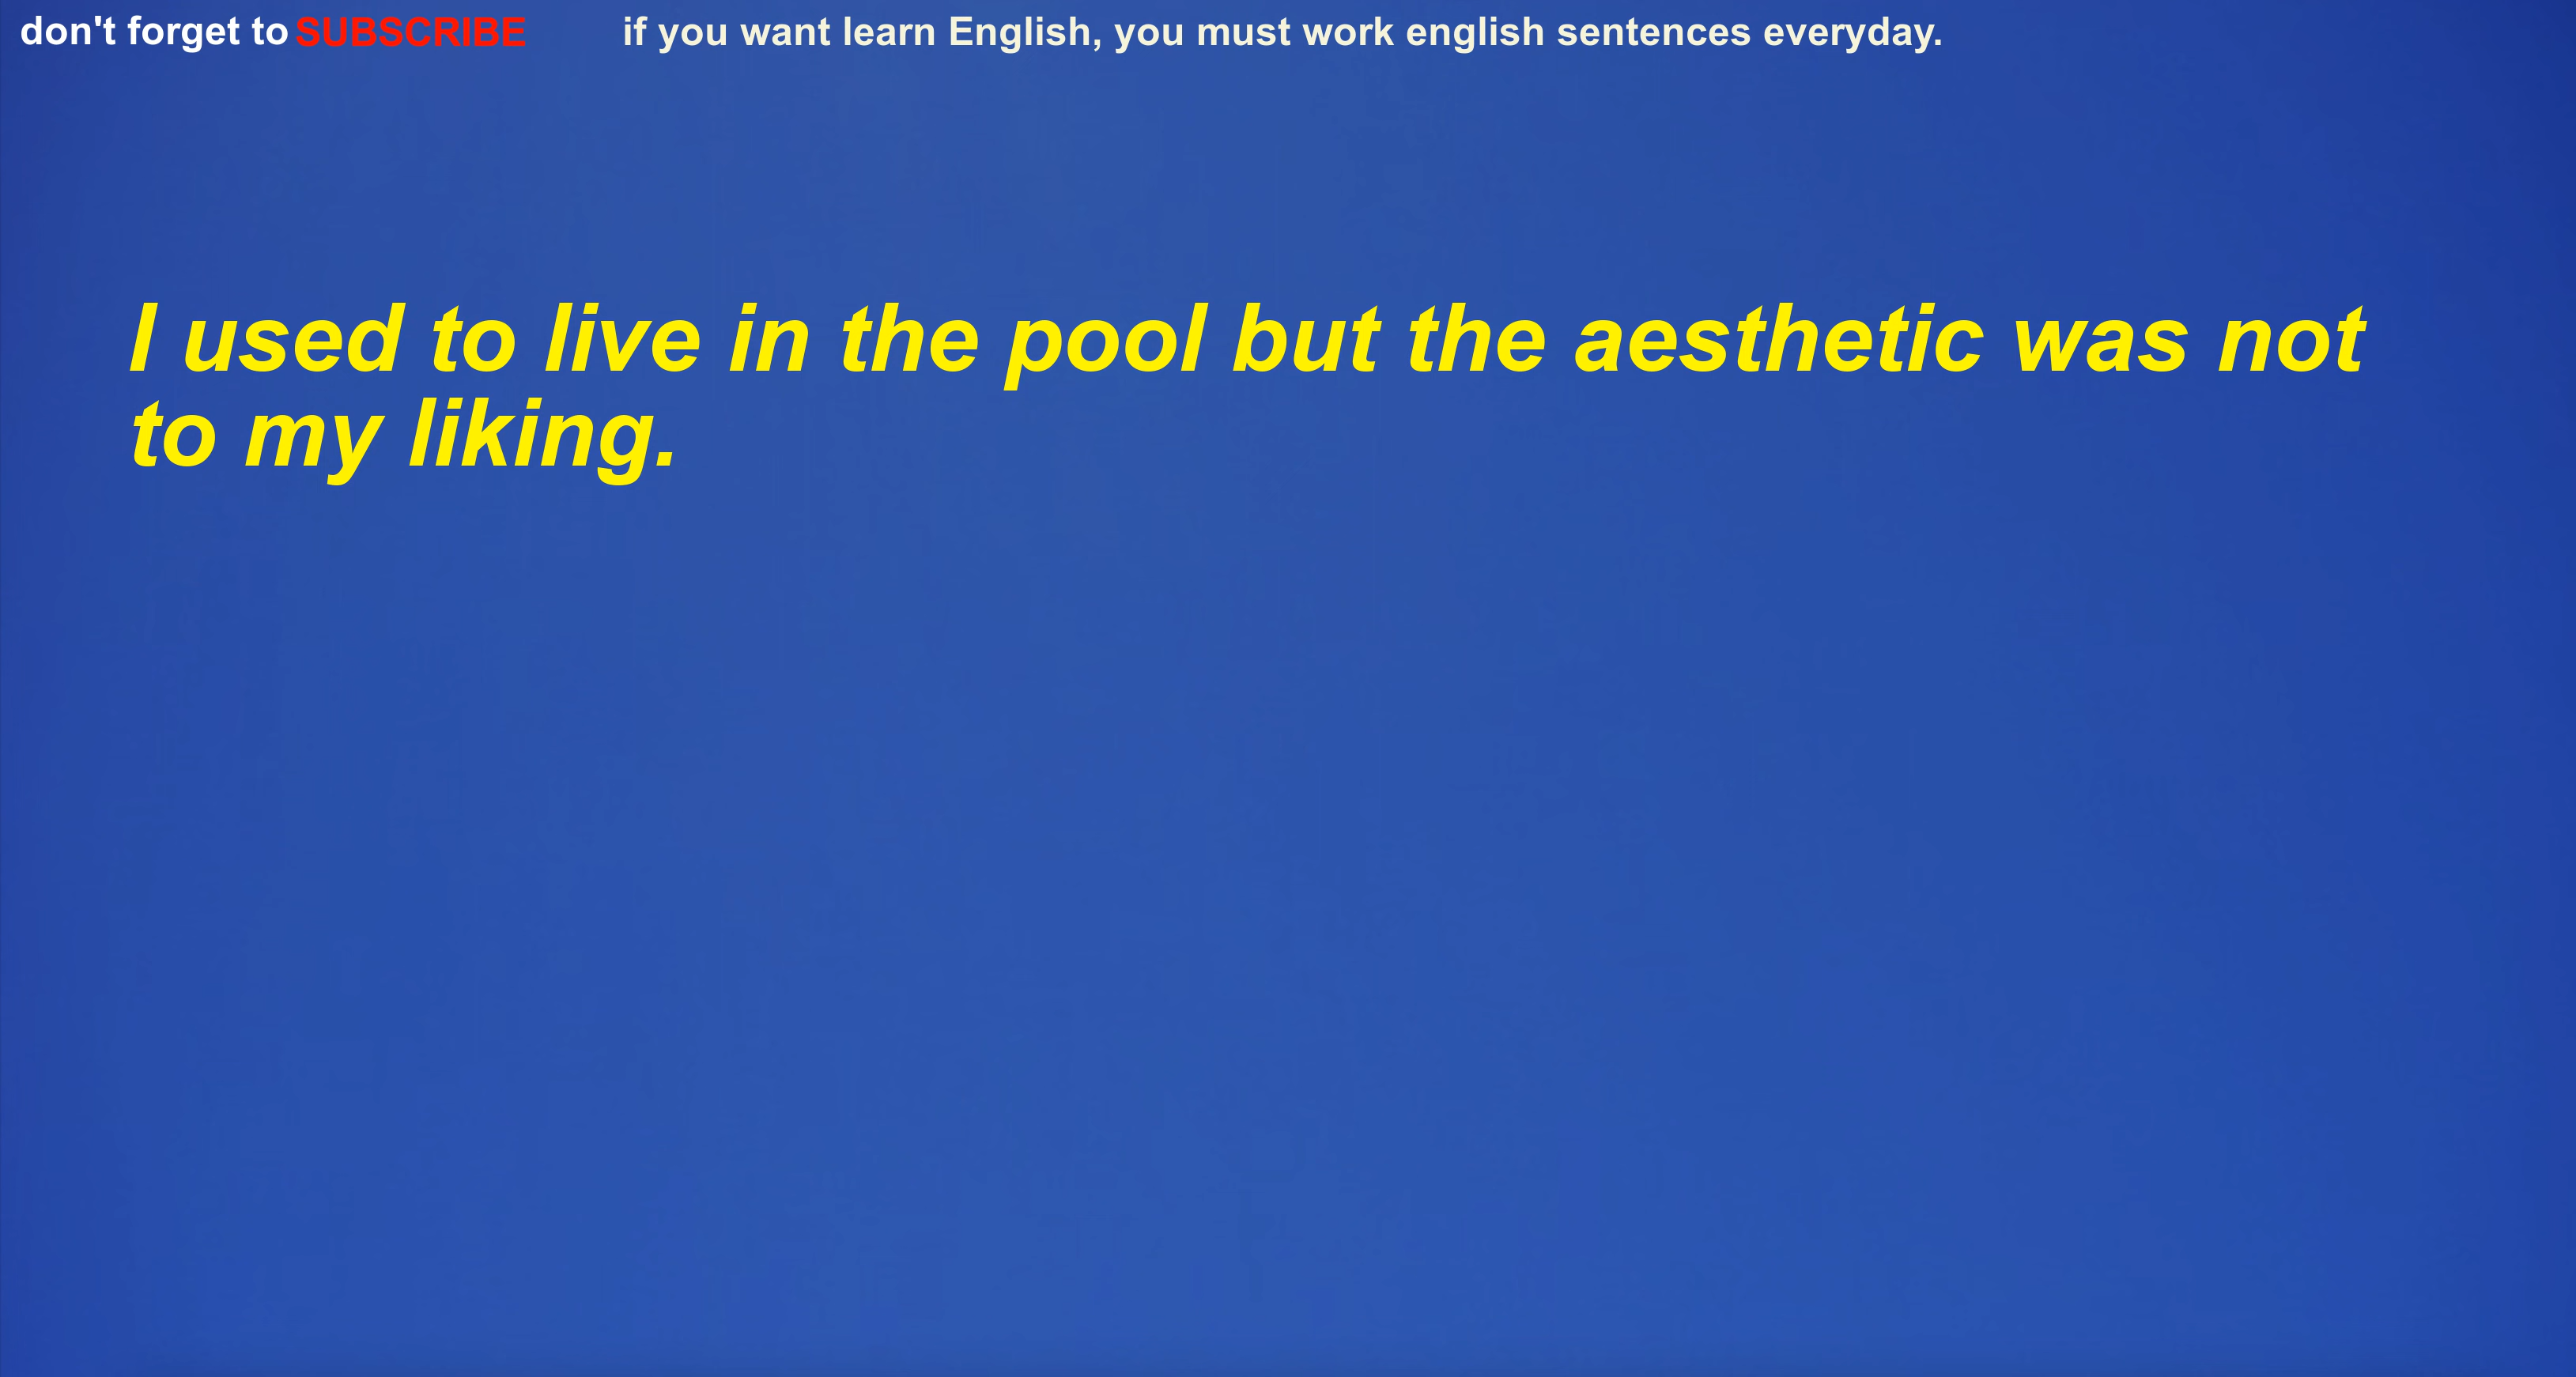 don't forget to SUBSCRIBE if you want learn English, you must work english sentences everyday.
I used to live in the pool but the aesthetic was not
to my liking.